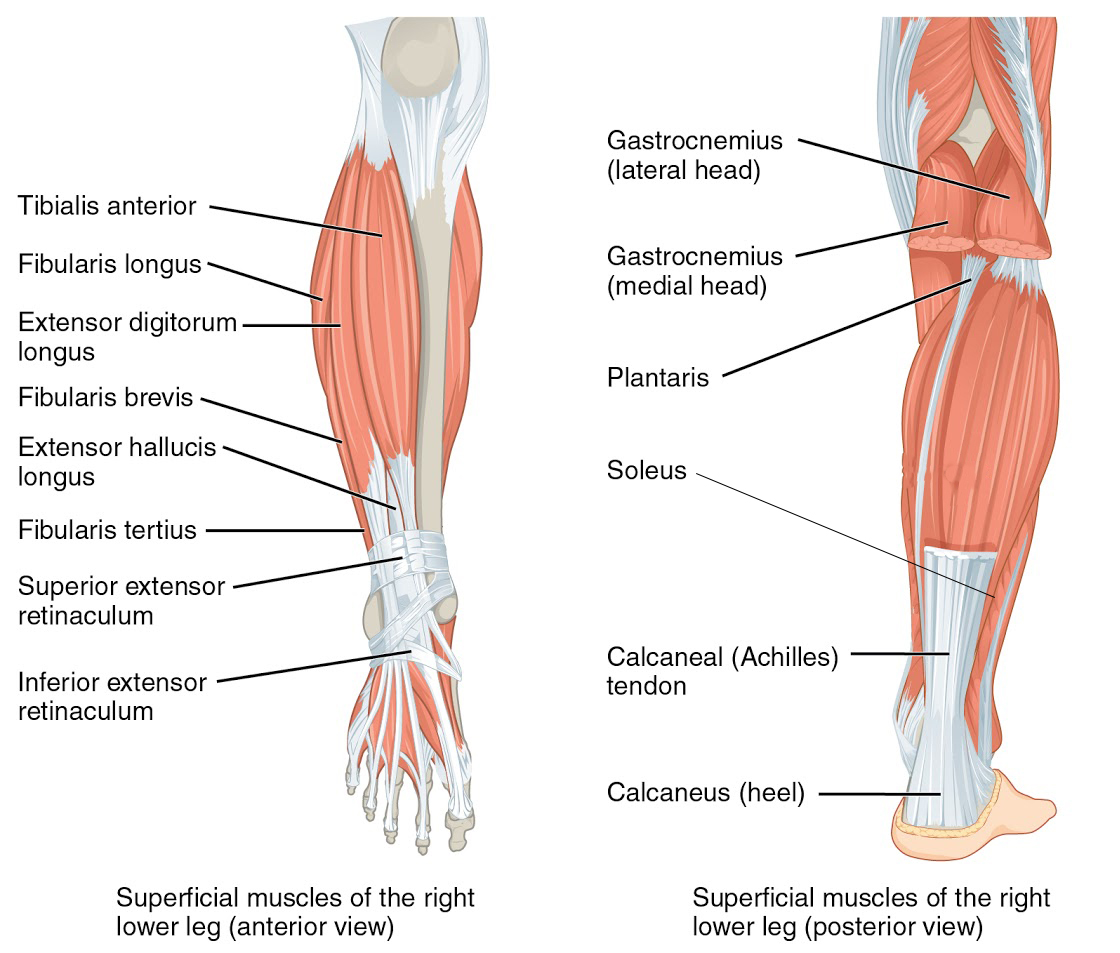 Tibialis anterior
Fibularis longus
Extensor digitorum
longus
Fibularis brevis
Extensor hallucis
longus
Fibularis tertius
Superior extensor
retinaculum
Inferior extensor
retinaculum
Superficial muscles of the right
lower leg (anterior view)
Gastrocnemius
(lateral head)
Gastrocnemius
(medial head)
Plantaris
Soleus
Calcaneal (Achilles)
tendon
Calcaneus (heel)
Superficial muscles of the right
lower leg (posterior view)